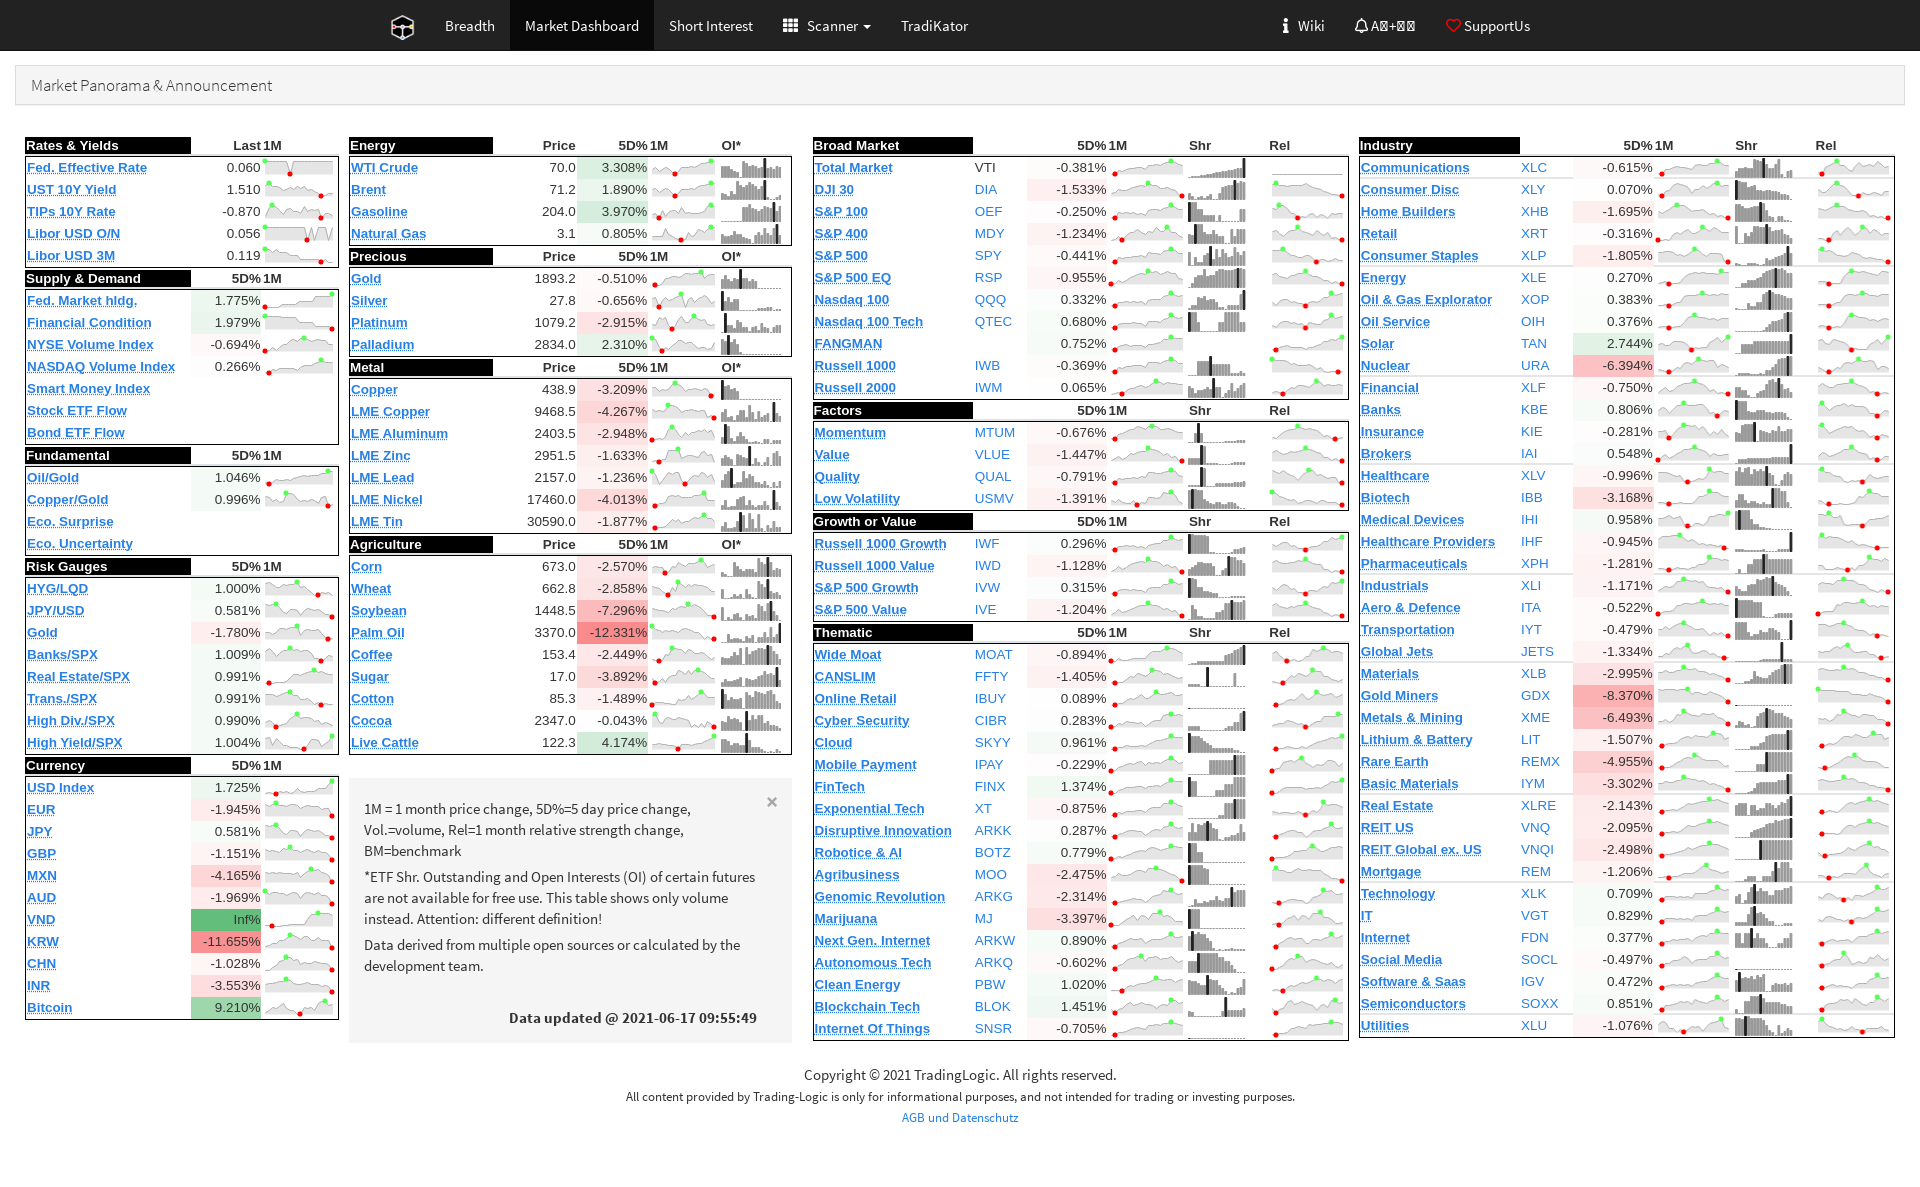 Breadth Market Dashboard Short Interest Scanner TradiKator Wiki SupportUs
Market Panorama & Announcement
Rates & Yields Last 1M
Fed. Effective Rate 0.060
UST 10Y Yield 1.510
TIPs 10Y Rate -0.870
Libor USD O/N 0.056
Libor USD 3M 0.119
Supply & Demand 5D% 1M
Fed. Market hldg. 1.775%
Financial Condition 1.979%
NYSE Volume Index -0.694%
NASDAQ Volume Index 0.266%
Smart Money Index
Stock ETF Flow
Bond ETF Flow
Fundamental 5D% 1M
Oil/Gold 1.046%
Copper/Gold 0.996%
Eco. Surprise
Eco. Uncertainty
Risk Gauges 5D% 1M
HYG/LQD 1.000%
JPY/USD 0.581%
Gold -1.780%
Banks/SPX 1.009%
Real Estate/SPX 0.991%
Trans./SPX 0.991%
High Div./SPX 0.990%
High Yield/SPX 1.004%
Currency 5D% 1M
USD Index 1.725%
EUR -1.945%
JPY 0.581%
GBP -1.151%
MXN -4.165%
AUD -1.969%
VND Inf%
KRW -11.655%
CHN -1.028%
INR -3.553%
Bitcoin 9.210%
Energy Price 5D% 1M OI*
WTI Crude 70.0 3.308%
Brent 71.2 1.890%
Gasoline 204.0 3.970%
Natural Gas 3.1 0.805%
Precious Price 5D% 1M OI*
Gold 1893.2 -0.510%
Silver 27.8 -0.656%
Platinum 1079.2 -2.915%
Palladium 2834.0 2.310%
Metal Price 5D% 1M OI*
Copper 438.9 -3.209%
LME Copper 9468.5 -4.267%
LME Aluminum 2403.5 -2.948%
LME Zinc 2951.5 -1.633%
LME Lead 2157.0 -1.236%
LME Nickel 17460.0 -4.013%
LME Tin 30590.0 -1.877%
Agriculture Price 5D% 1M OI*
Corn 673.0 -2.570%
Wheat 662.8 -2.858%
Soybean 1448.5 -7.296%
Palm Oil 3370.0 -12.331%
Coffee 153.4 -2.449%
Sugar 17.0 -3.892%
Cotton 85.3 -1.489%
Cocoa 2347.0 -0.043%
Live Cattle 122.3 4.174%
×
1M = 1 month price change, 5D%=5 day price change,
Vol.=volume, Rel=1 month relative strength change,
BM=benchmark
*ETF Shr. Outstanding and Open Interests (OI) of certain futures
are not available for free use. This table shows only volume
instead. Attention: different definition!
Data derived from multiple open sources or calculated by the
development team.
Data updated @ 2021-06-17 09:55:49
Broad Market 5D% 1M Shr Rel
Total Market VTI -0.381%
DJI 30 DIA -1.533%
S&P 100 OEF -0.250%
S&P 400 MDY -1.234%
S&P 500 SPY -0.441%
S&P 500 EQ RSP -0.955%
Nasdaq 100 QQQ 0.332%
Nasdaq 100 Tech QTEC 0.680%
FANGMAN 0.752%
Russell 1000 IWB -0.369%
Russell 2000 IWM 0.065%
Factors 5D% 1M Shr Rel
Momentum MTUM -0.676%
Value VLUE -1.447%
Quality QUAL -0.791%
Low Volatility USMV -1.391%
Growth or Value 5D% 1M Shr Rel
Russell 1000 Growth IWF 0.296%
Russell 1000 Value IWD -1.128%
S&P 500 Growth IVW 0.315%
S&P 500 Value IVE -1.204%
Thematic 5D% 1M Shr Rel
Wide Moat MOAT -0.894%
CANSLIM FFTY -1.405%
Online Retail IBUY 0.089%
Cyber Security CIBR 0.283%
Cloud SKYY 0.961%
Mobile Payment IPAY -0.229%
FinTech FINX 1.374%
Exponential Tech XT -0.875%
Disruptive Innovation ARKK 0.287%
Robotice & AI BOTZ 0.779%
Agribusiness MOO -2.475%
Genomic Revolution ARKG -2.314%
Marijuana MJ -3.397%
Next Gen. Internet ARKW 0.890%
Autonomous Tech ARKQ -0.602%
Clean Energy PBW 1.020%
Blockchain Tech BLOK 1.451%
Internet Of Things SNSR -0.705%
Industry 5D% 1M Shr Rel
Communications XLC -0.615%
Consumer Disc XLY 0.070%
Home Builders XHB -1.695%
Retail XRT -0.316%
Consumer Staples XLP -1.805%
Energy XLE 0.270%
Oil & Gas Explorator XOP 0.383%
Oil Service OIH 0.376%
Solar TAN 2.744%
Nuclear URA -6.394%
Financial XLF -0.750%
Banks KBE 0.806%
Insurance KIE -0.281%
Brokers IAI 0.548%
Healthcare XLV -0.996%
Biotech IBB -3.168%
Medical Devices IHI 0.958%
Healthcare Providers IHF -0.945%
Pharmaceuticals XPH -1.281%
Industrials XLI -1.171%
Aero & Defence ITA -0.522%
Transportation IYT -0.479%
Global Jets JETS -1.334%
Materials XLB -2.995%
Gold Miners GDX -8.370%
Metals & Mining XME -6.493%
Lithium & Battery LIT -1.507%
Rare Earth REMX -4.955%
Basic Materials IYM -3.302%
Real Estate XLRE -2.143%
REIT US VNQ -2.095%
REIT Global ex. US VNQI -2.498%
Mortgage REM -1.206%
Technology XLK 0.709%
IT VGT 0.829%
Internet FDN 0.377%
Social Media SOCL -0.497%
Software & Saas IGV 0.472%
Semiconductors SOXX 0.851%
Utilities XLU -1.076%
Copyright © 2021 TradingLogic. All rights reserved.
All content provided by Trading-Logic is only for informational purposes, and not intended for trading or investing purposes.
AGB und Datenschutz